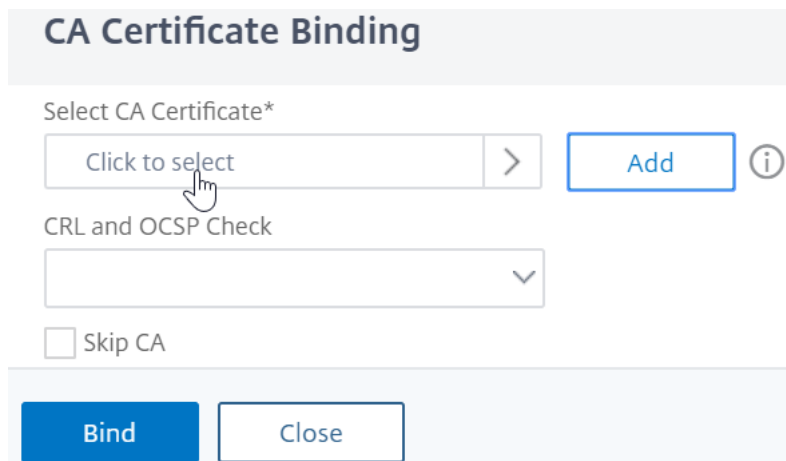 CA Certificate Binding
Select CA Certificate*
Click to select
Add
CRL and OCSP Check
Skip CA
Bind
Close